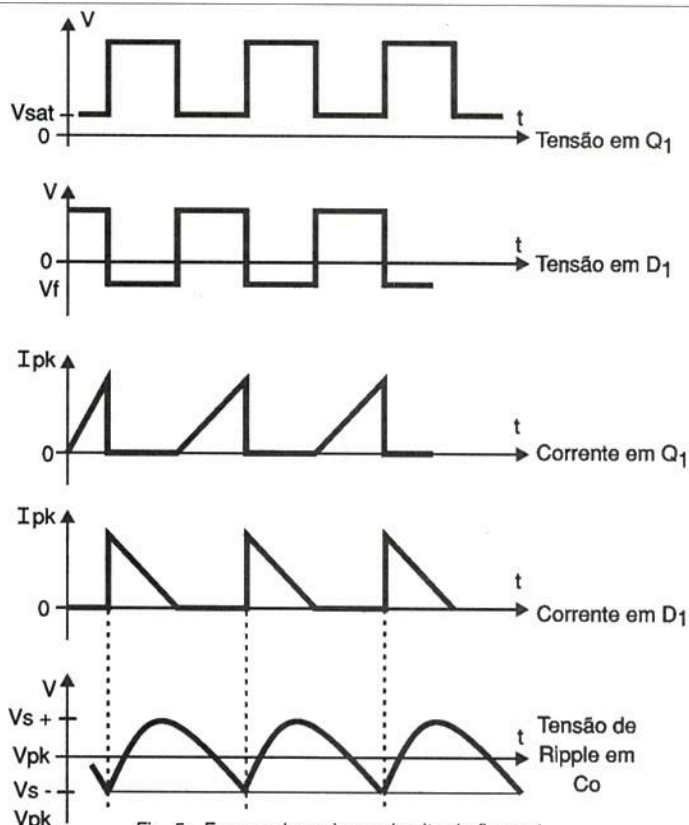 V
Vsat
0
t
Tensão em Q1
V
0
Vf
t
Tensão em D1
Ipk
0
t
Corrente em Q1
Ipk
0
t
Corrente em D1
V
Vs +
Vpk
Vs -
Vpk
t
Tensão de
Ripple em
Co